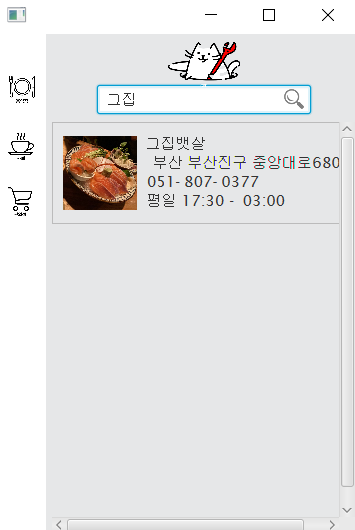 그집
그집뱃살
부산 부산진구 중앙대로680
051- 807- 0377
평일 17:30 - 03:00